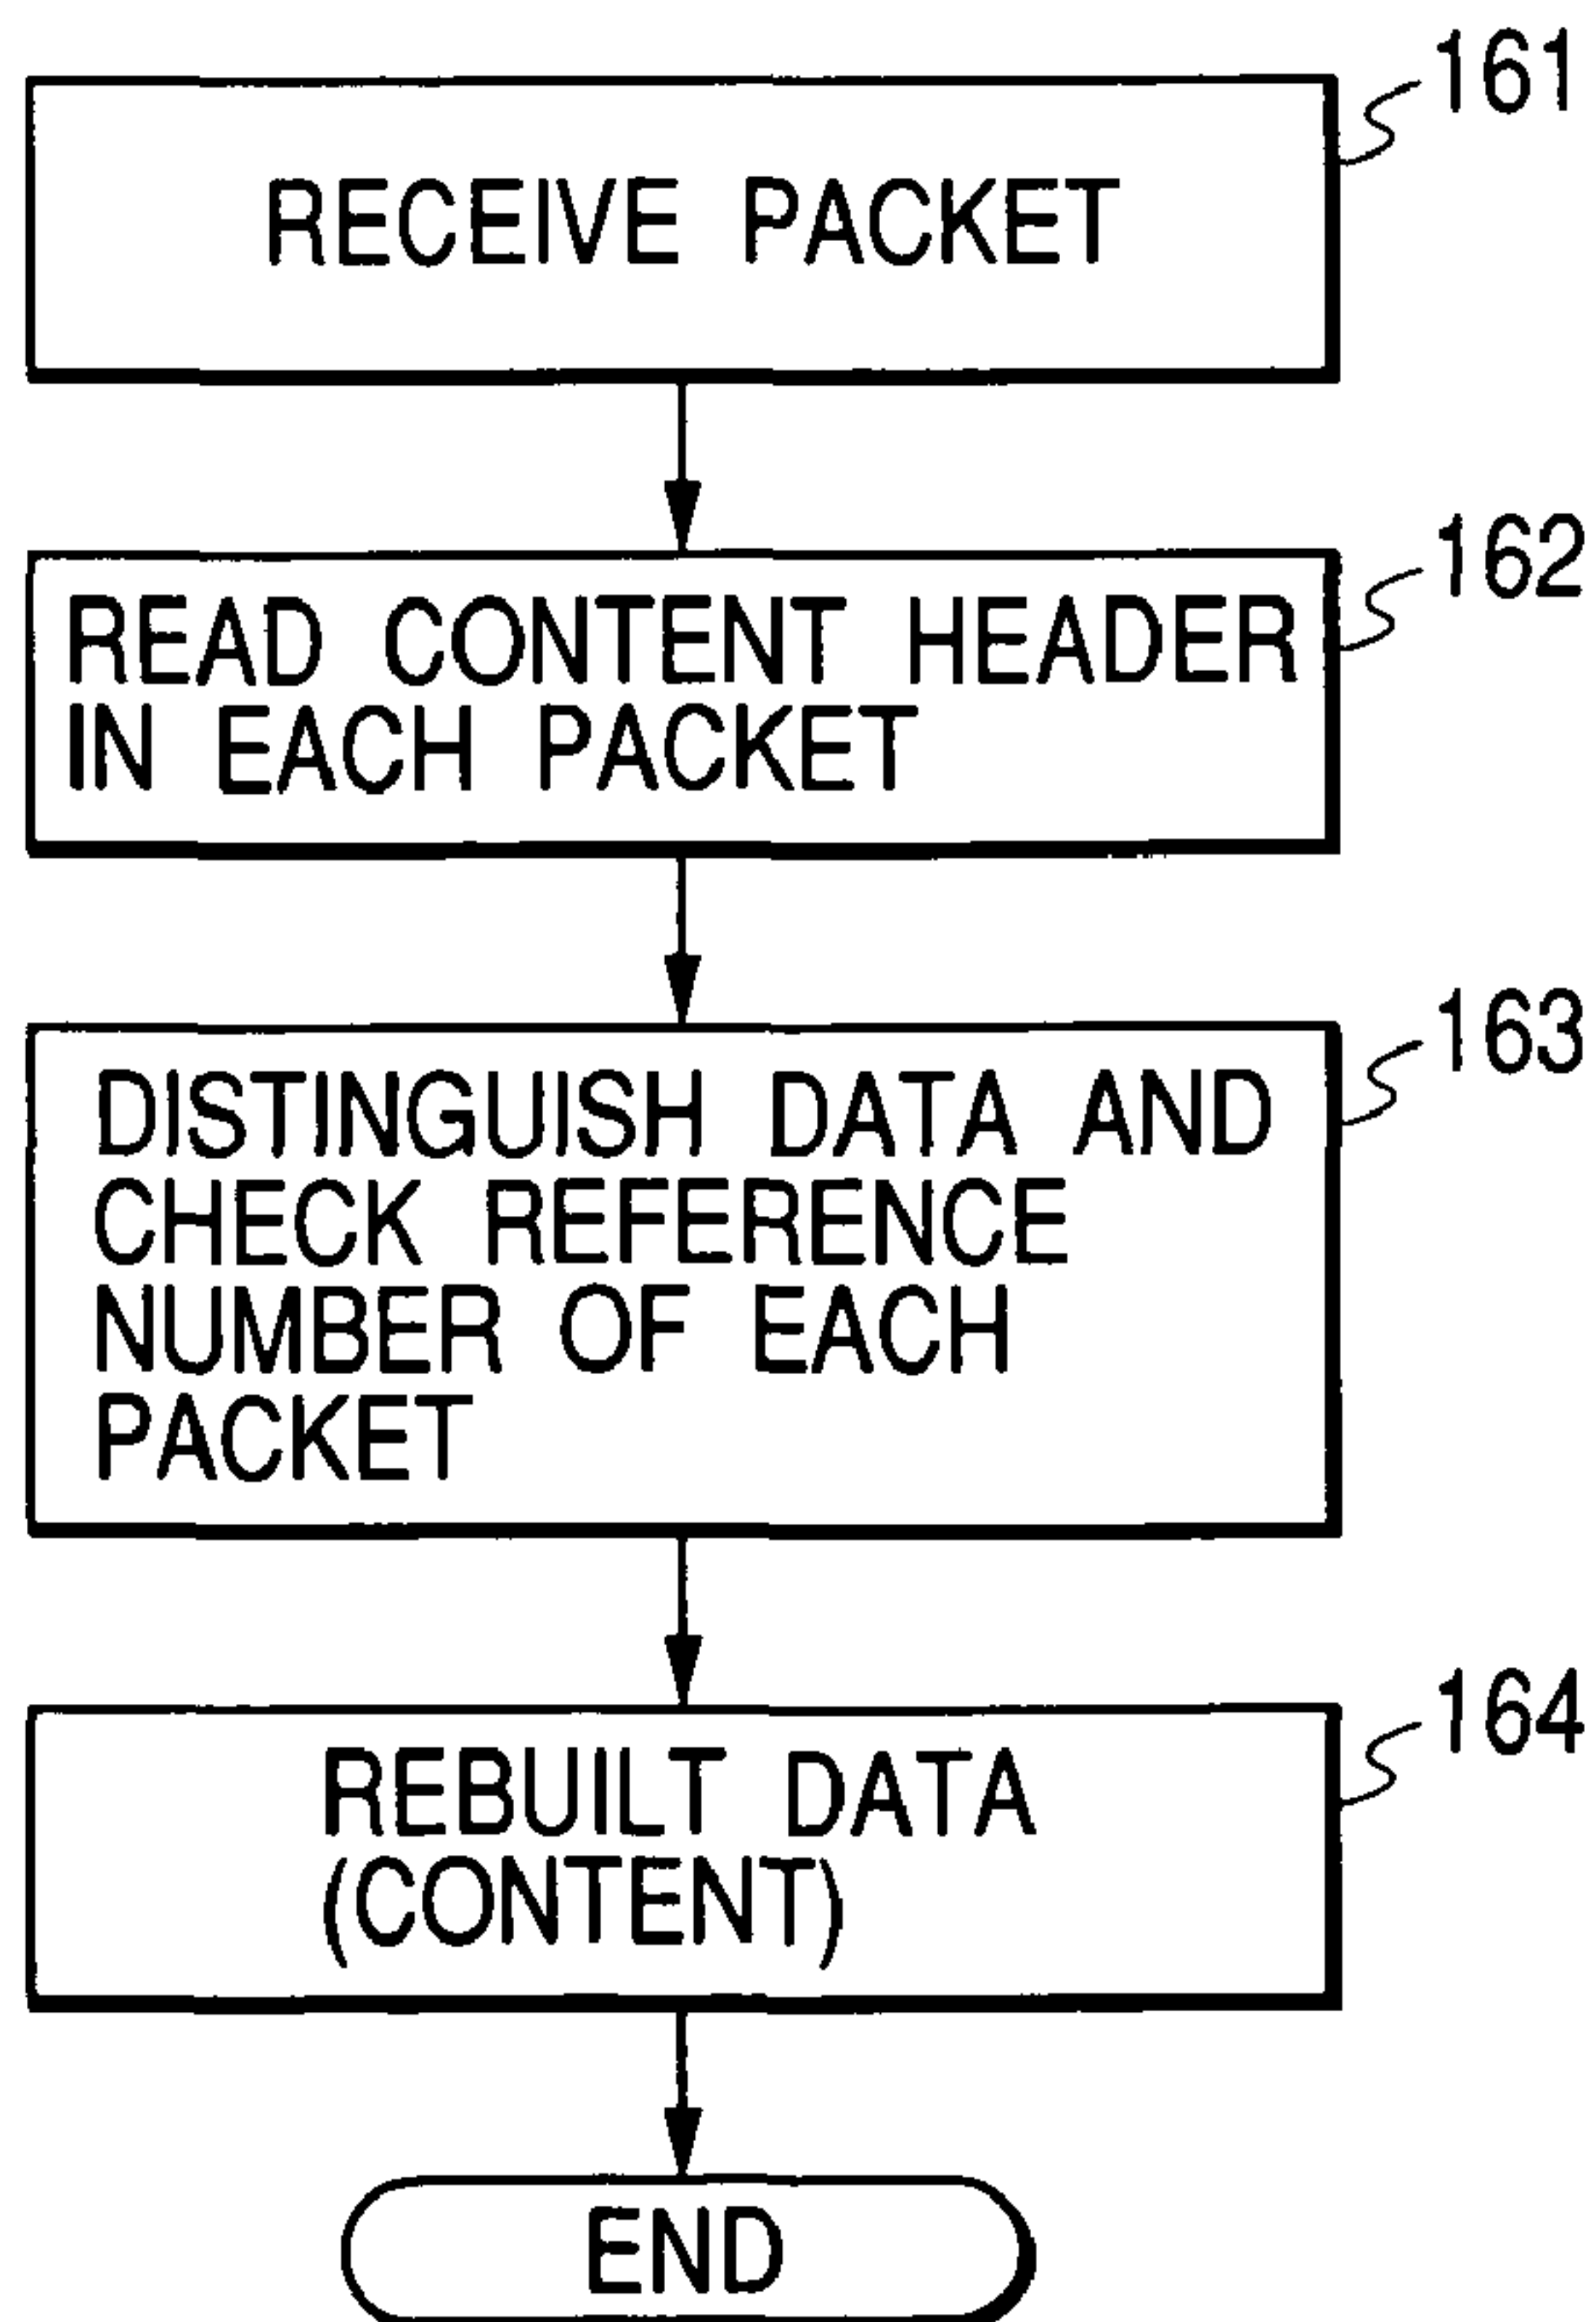 161
RECEIVE PACKET
162
READ CONTENT HEADER
IN EACH PACKET
163
DISTINGUISH DATA AND
CHECK REFERENCE
NUMBER OF EACH
PACKET
164
REBUILT DATA
(CONTENT)
END